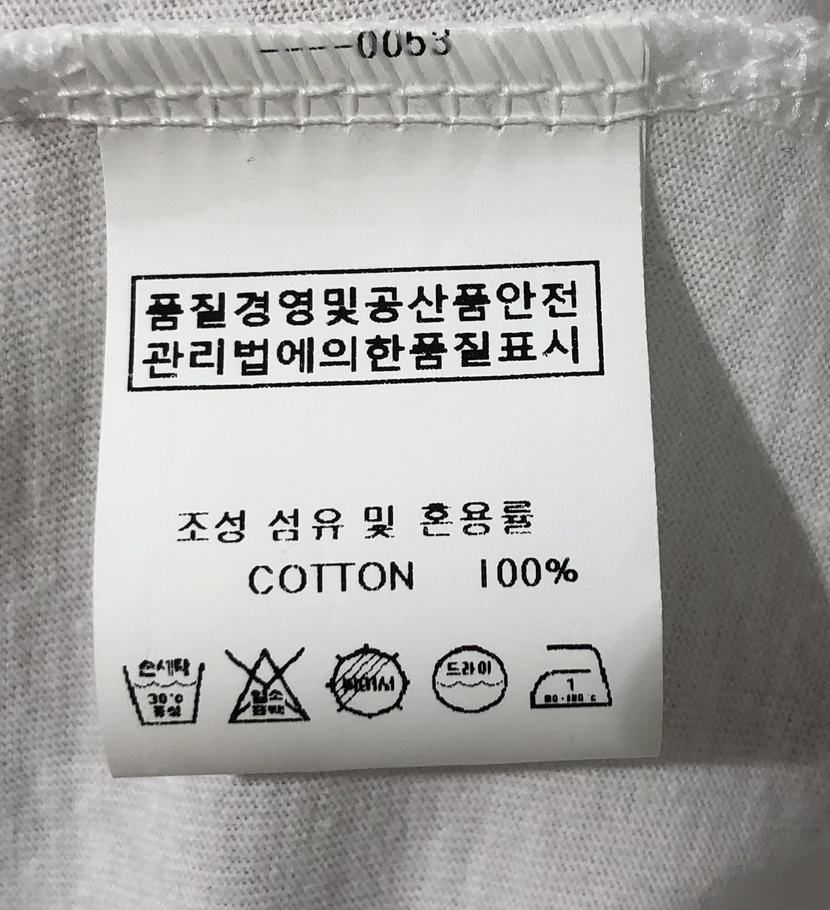 ----0053
품질경영및공산품안전
관리법에의한품질표시
조성 섬유 및 혼용률
COTTON 100%
손세탁
30°C
중성
염소
표백
드라이
1
80-120°C